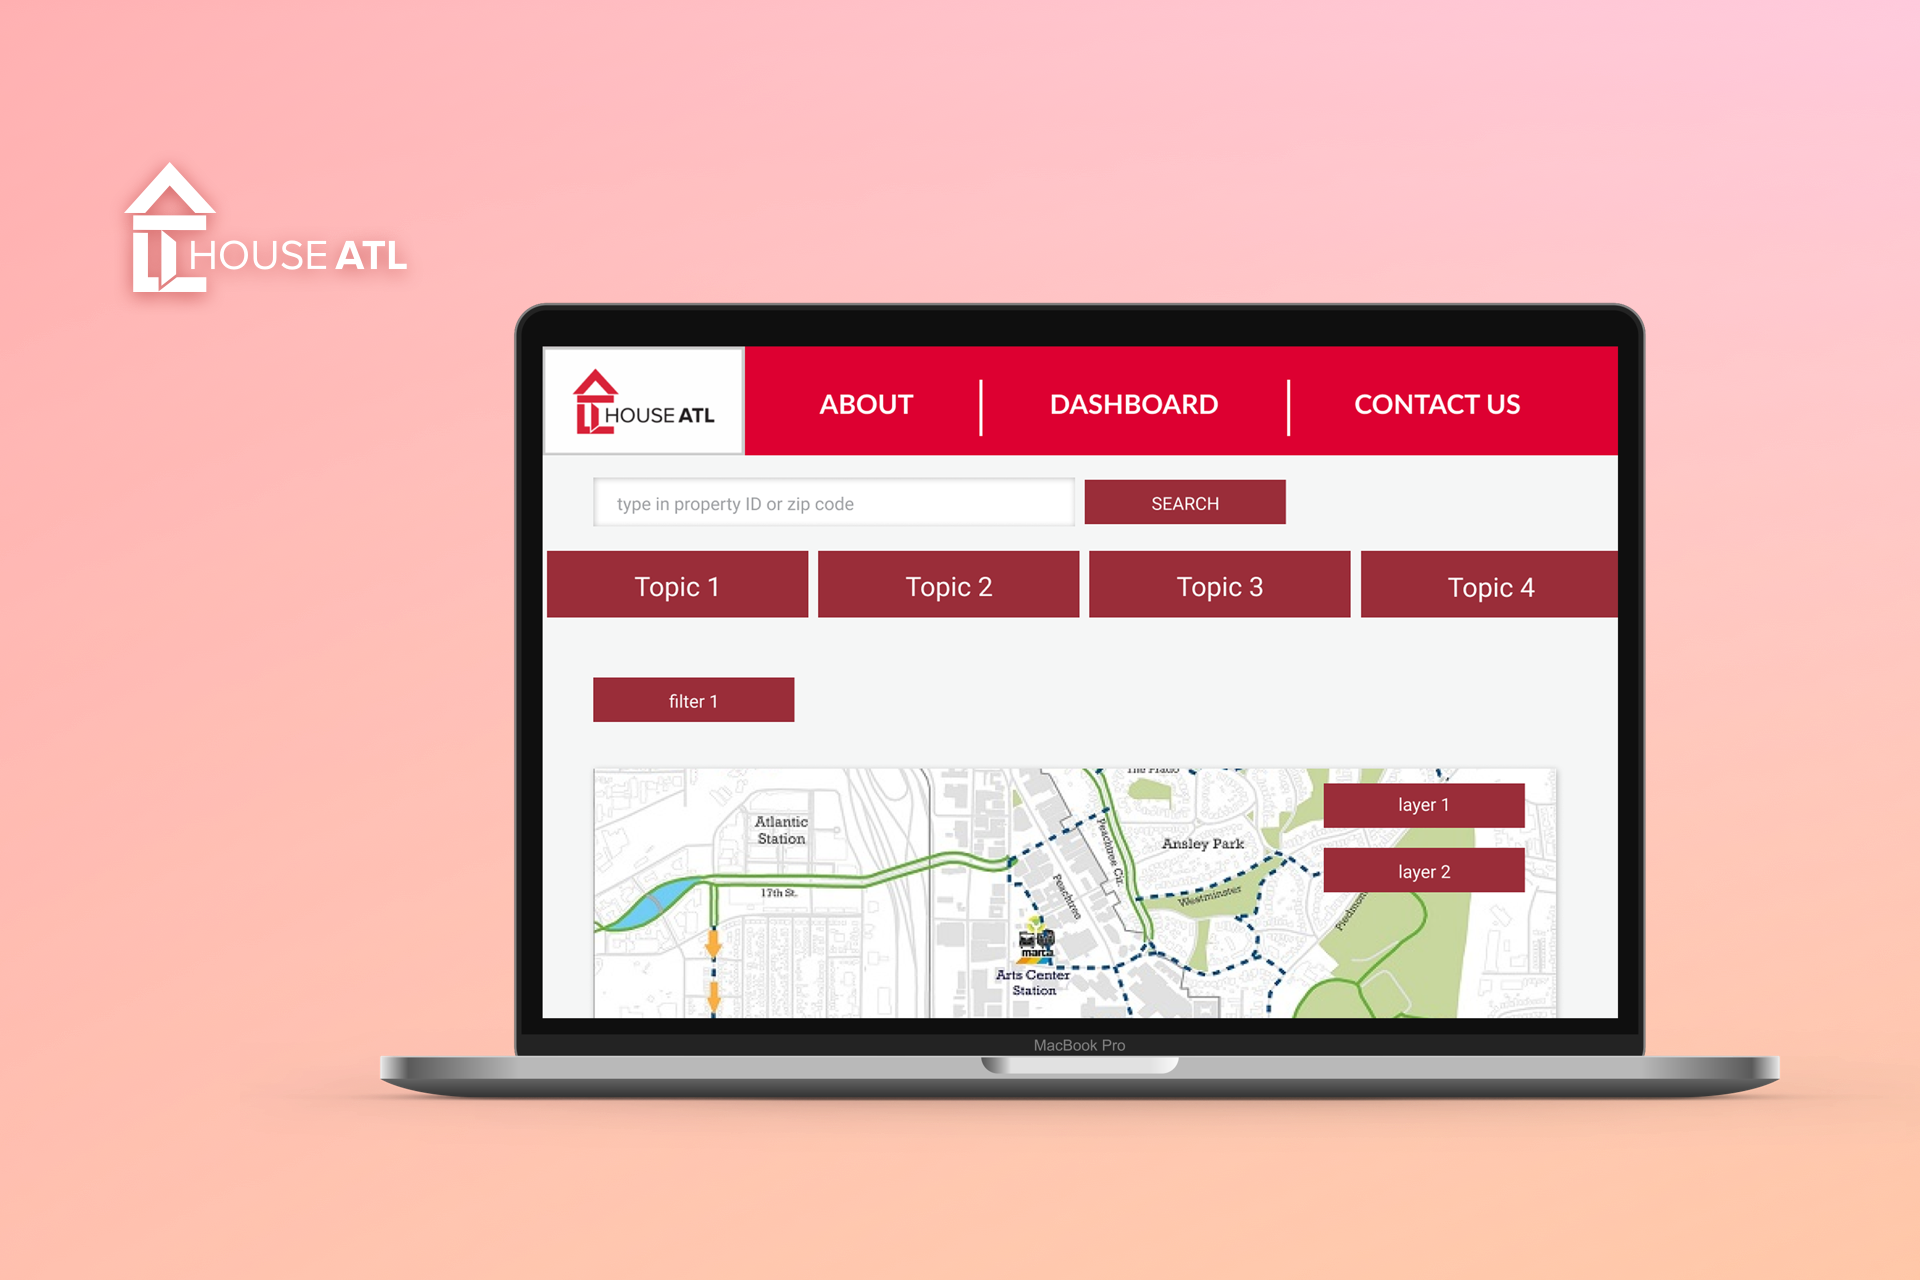 HOUSE ATL
HOUSE ATL
ABOUT
DASHBOARD
CONTACT US
type in property ID or zip code
SEARCH
Topic 1
Topic 2
Topic 3
Topic 4
filter 1
layer 1
layer 2
The Prado
Atlantic
Station
17th St.
Peachtree Cir.
Peachtree
Ansley Park
Westminster
Piedmon
marta
Arts Center
Station
MacBook Pro